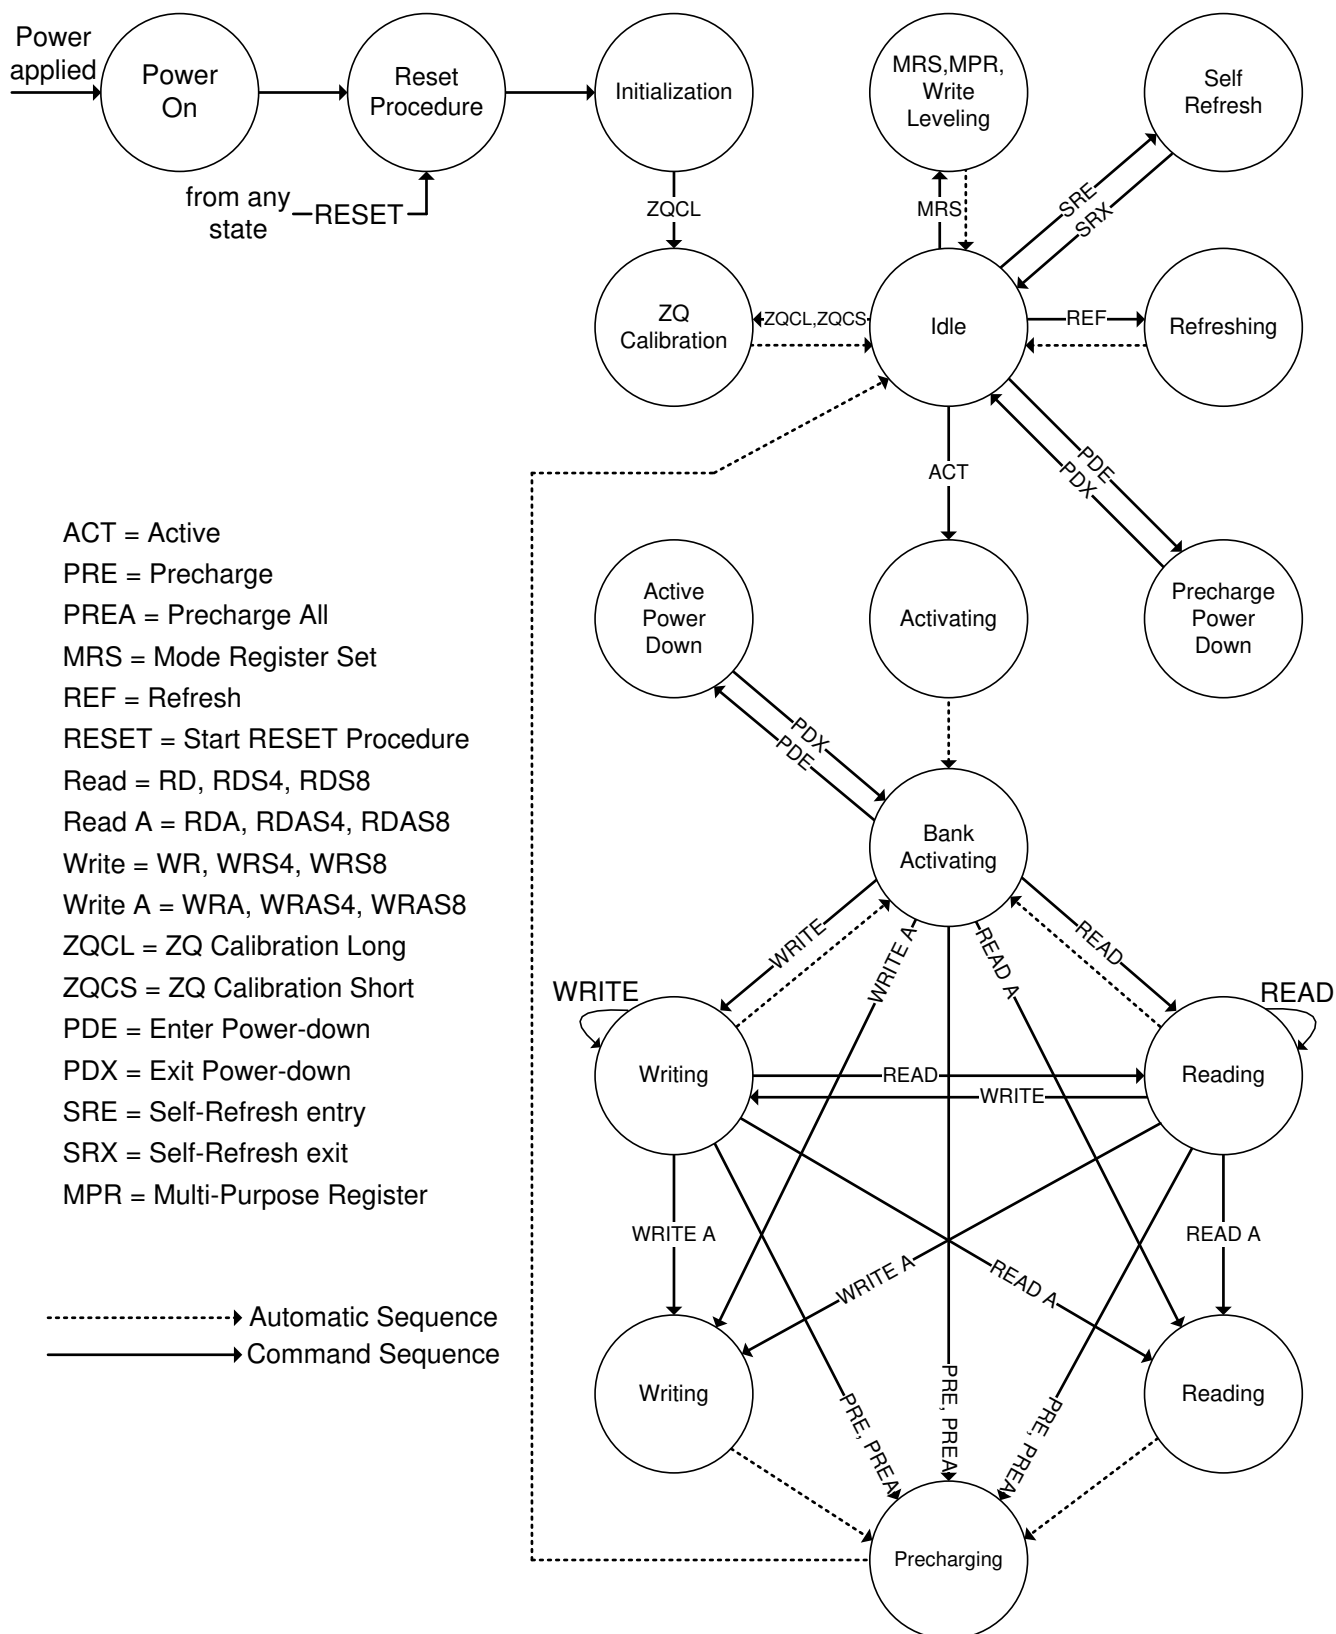 Power
applied
Power
On
Reset
Procedure
Initialization
MRS,MPR,
Write
Leveling
Self
Refresh
from any
state
RESET
ZQCL
MRS
SRE
SRX
ZQ
Calibration
ZQCL,ZQCS
Idle
REF
Refreshing
ACT
PDE
PDX
ACT = Active
PRE = Precharge
PREA = Precharge All
MRS = Mode Register Set
REF = Refresh
RESET = Start RESET Procedure
Read = RD, RDS4, RDS8
Read A = RDA, RDAS4, RDAS8
Write = WR, WRS4, WRS8
Write A = WRA, WRAS4, WRAS8
ZQCL = ZQ Calibration Long
ZQCS = ZQ Calibration Short
PDE = Enter Power-down
PDX = Exit Power-down
SRE = Self-Refresh entry
SRX = Self-Refresh exit
MPR = Multi-Purpose Register
Automatic Sequence
Command Sequence
Active
Power
Down
Activating
Precharge
Power
Down
PDX
PDE
Bank
Activating
WRITE
WRITE A
READ A
READ
WRITE
READ
Writing
READ
WRITE
Reading
WRITE A
WRITE A
READ A
READ A
Writing
PRE, PREA
PRE, PREA
PRE, PREA
Reading
Precharging